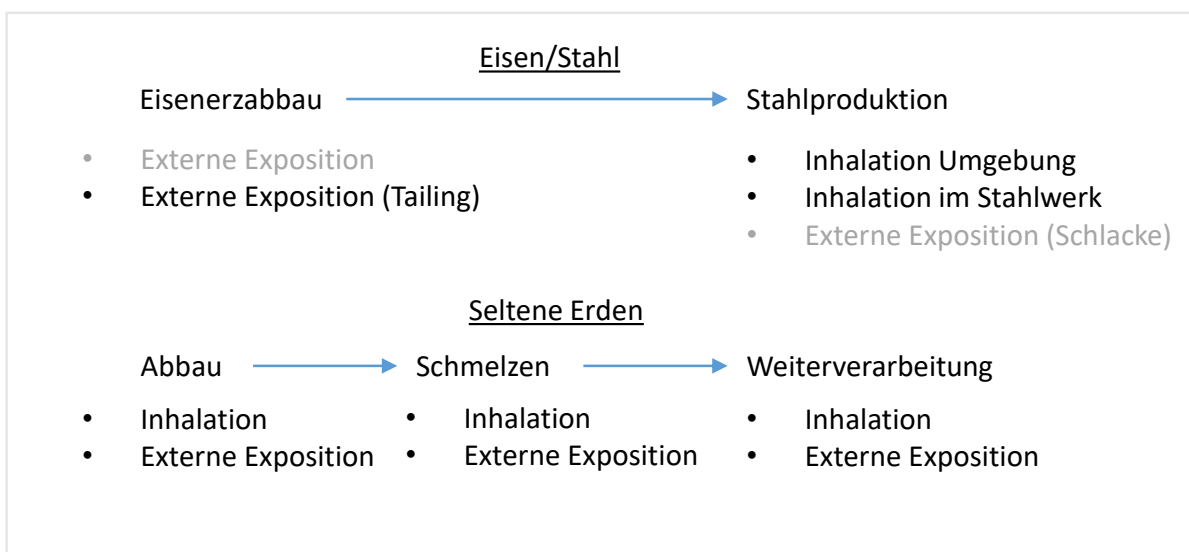 Eisen/Stahl
Eisenerzabbau
Stahlproduktion
• Externe Exposition
• Externe Exposition (Tailing)
• Inhalation Umgebung
• Inhalation im Stahlwerk
• Externe Exposition (Schlacke)
Seltene Erden
Abbau
Schmelzen
Weiterverarbeitung
• Inhalation
• Externe Exposition
• Inhalation
• Externe Exposition
• Inhalation
• Externe Exposition